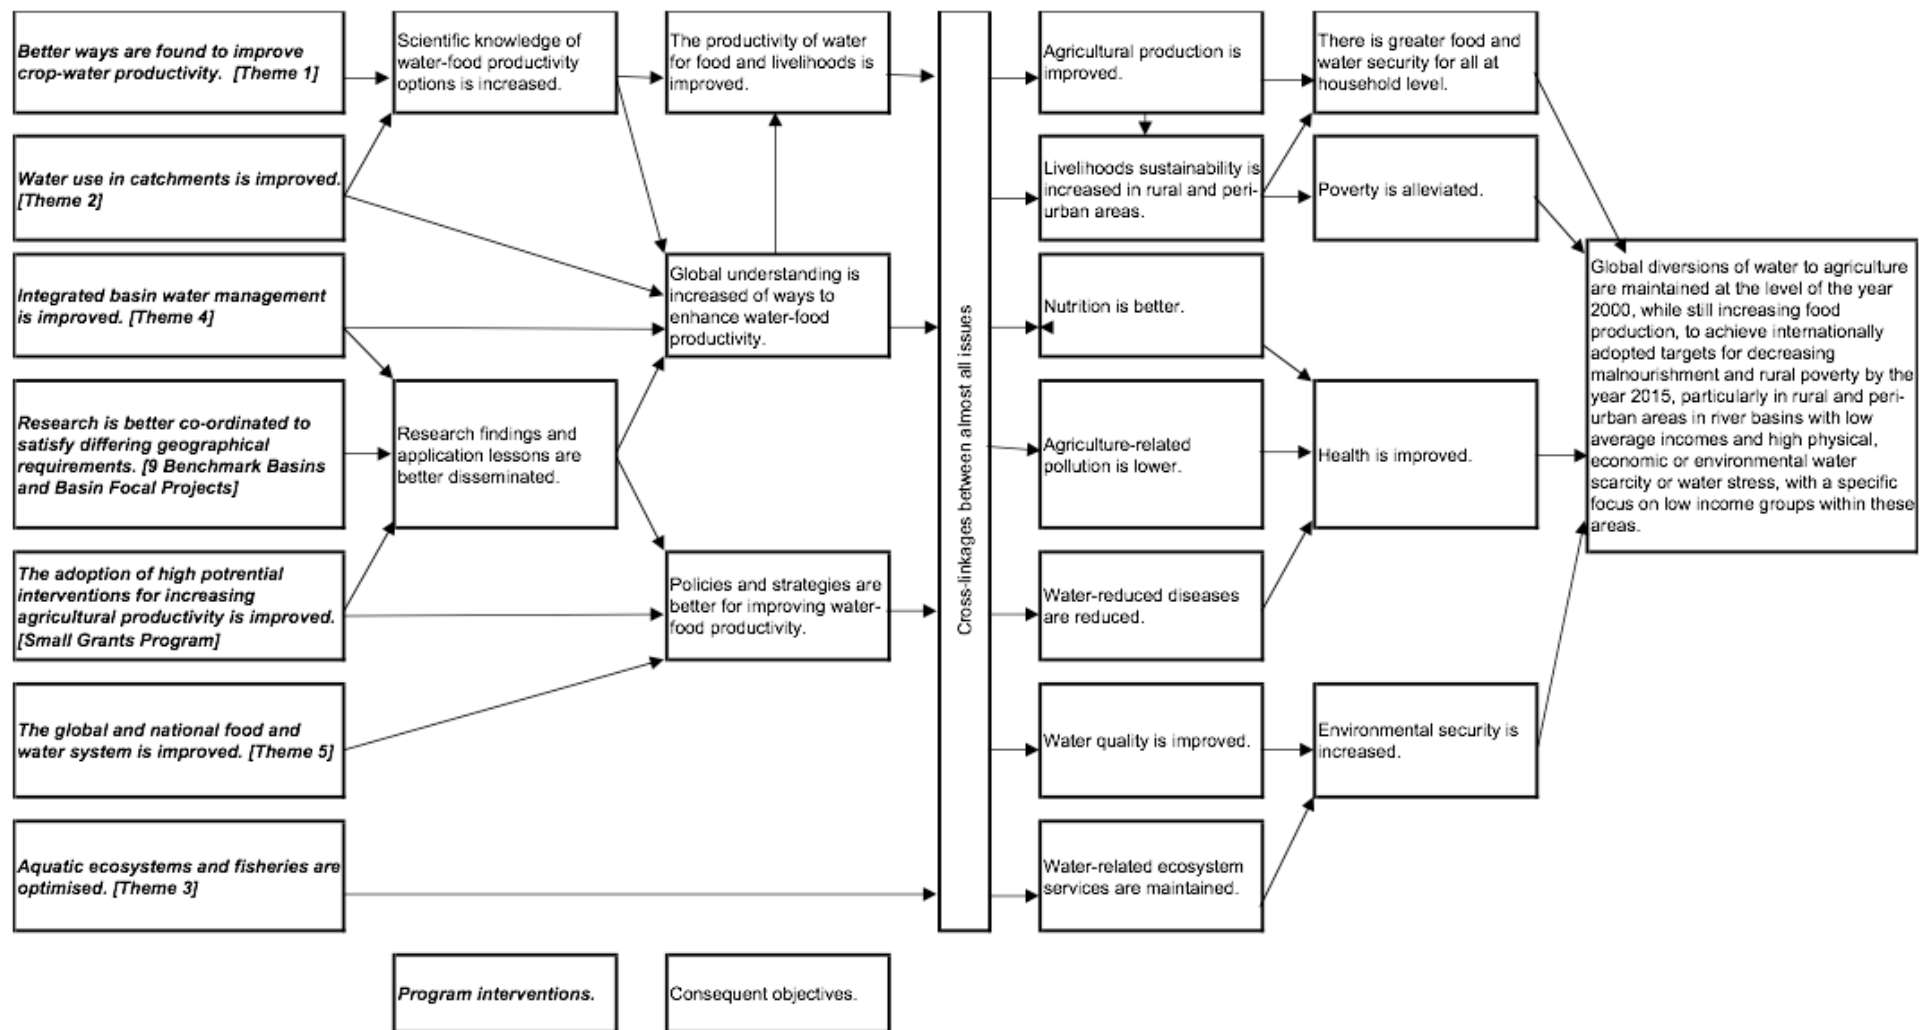 Better ways are found to improve
crop-water productivity. [Theme 1]
Water use in catchments is improved.
[Theme 2]
Integrated basin water management
is improved. [Theme 4]
Research is better co-ordinated to
satisfy differing geographical
requirements. [9 Benchmark Basins
and Basin Focal Projects]
The adoption of high potrential
interventions for increasing
agricultural productivity is improved.
[Small Grants Program]
The global and national food and
water system is improved. [Theme 5]
Aquatic ecosystems and fisheries are
optimised. [Theme 3]
Scientific knowledge of
water-food productivity
options is increased.
Research findings and
application lessons are
better disseminated.
The productivity of water
for food and livelihoods is
improved.
Global understanding is
increased of ways to
enhance water-food
productivity.
Policies and strategies are
better for improving water-
food productivity.
Cross-linkages between almost all issues
Agricultural production is
improved.
Livelihoods sustainability is
increased in rural and peri-
urban areas.
Nutrition is better.
Agriculture-related
pollution is lower.
Water-reduced diseases
are reduced.
Water quality is improved.
Water-related ecosystem
services are maintained.
There is greater food and
water security for all at
household level.
Poverty is alleviated.
Health is improved.
Environmental security is
increased.
Global diversions of water to agriculture
are maintained at the level of the year
2000, while still increasing food
production, to achieve internationally
adopted targets for decreasing
malnourishment and rural poverty by the
year 2015, particularly in rural and peri-
urban areas in river basins with low
average incomes and high physical,
economic or environmental water
scarcity or water stress, with a specific
focus on low income groups within these
areas.
Program interventions.
Consequent objectives.